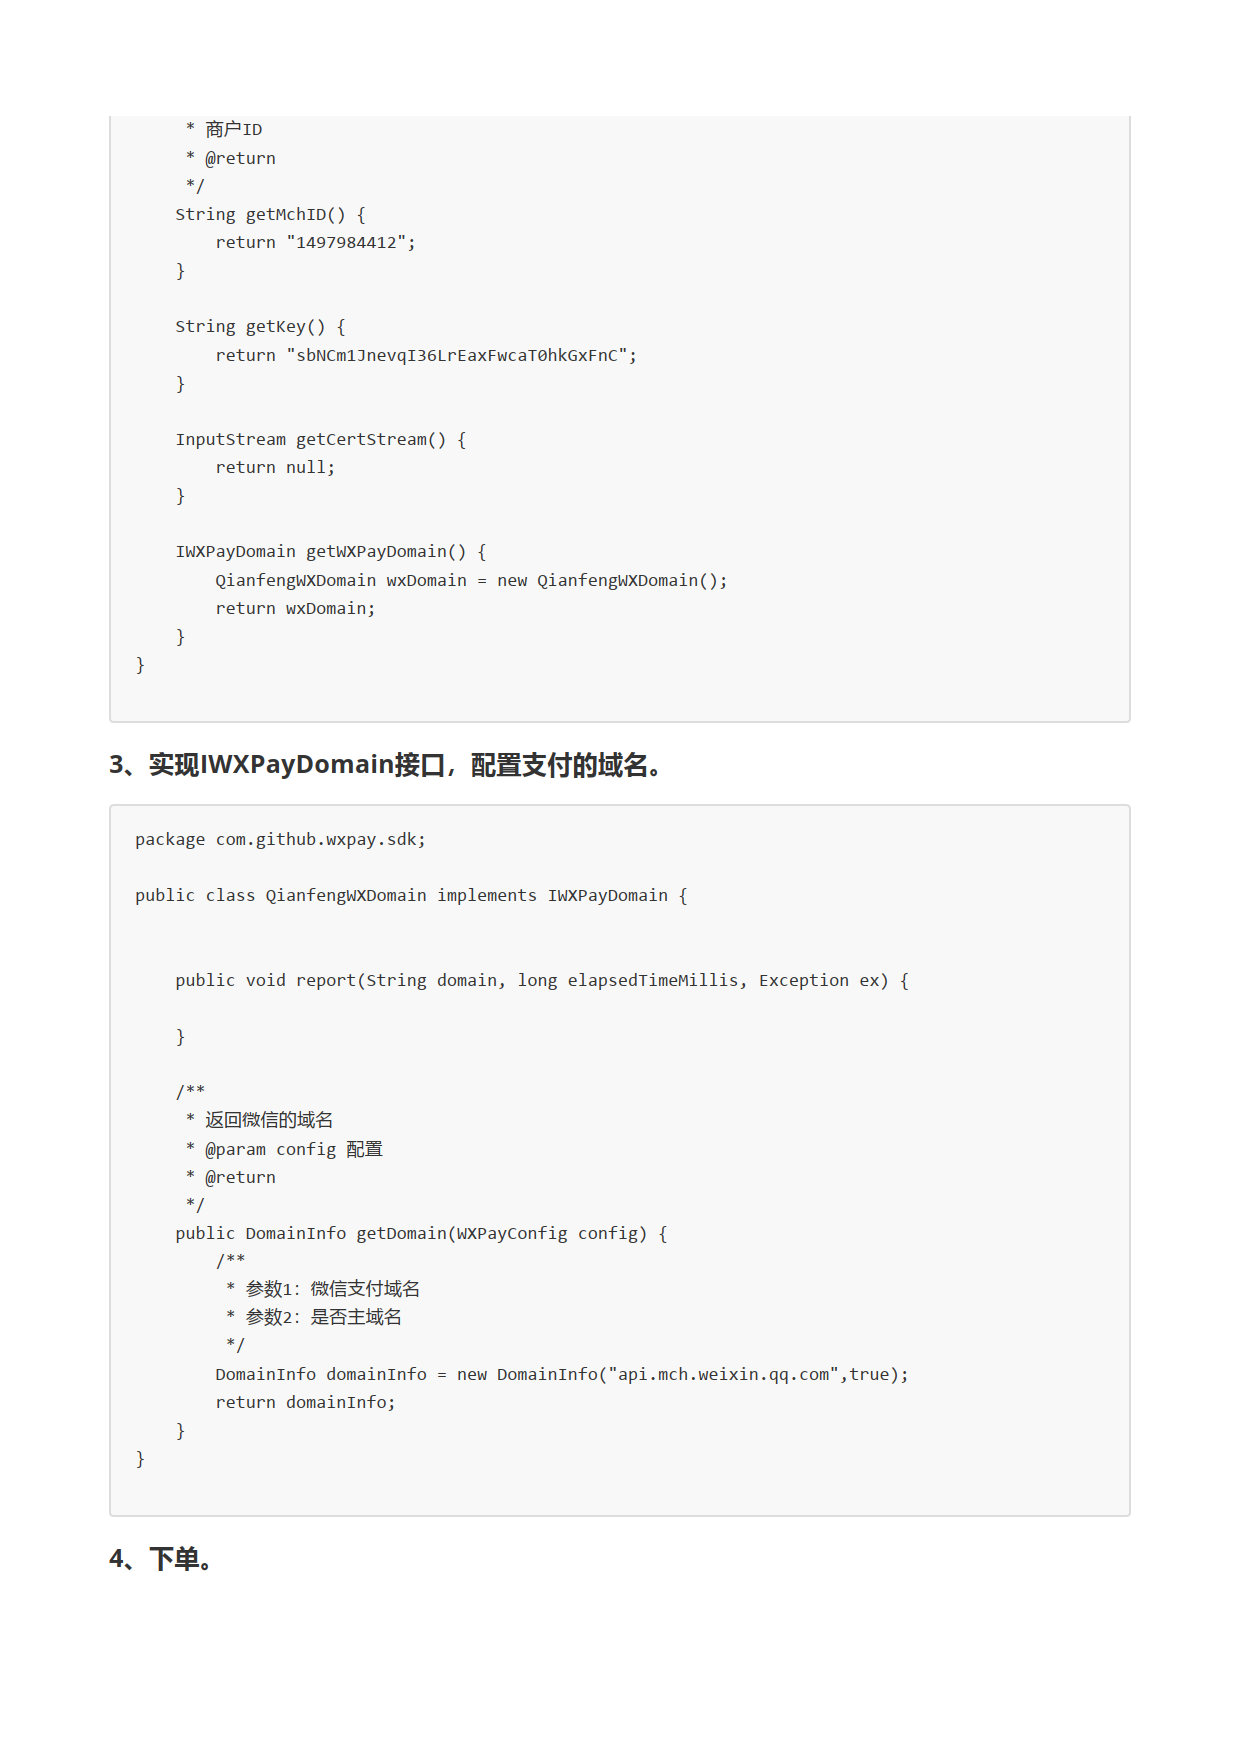 * 商户ID
     * @return
     */
    String getMchID() {
        return "1497984412";
    }

    String getKey() {
        return "sbNCm1JnevqI36LrEaxFwcaT0hkGxFnC";
    }

    InputStream getCertStream() {
        return null;
    }

    IWXPayDomain getWXPayDomain() {
        QianfengWXDomain wxDomain = new QianfengWXDomain();
        return wxDomain;
    }
}

3、实现IWXPayDomain接口，配置支付的域名。

package com.github.wxpay.sdk;

public class QianfengWXDomain implements IWXPayDomain {


    public void report(String domain, long elapsedTimeMillis, Exception ex) {

    }

    /**
     * 返回微信的域名
     * @param config 配置
     * @return
     */
    public DomainInfo getDomain(WXPayConfig config) {
        /**
         * 参数1：微信支付域名
         * 参数2：是否主域名
         */
        DomainInfo domainInfo = new DomainInfo("api.mch.weixin.qq.com",true);
        return domainInfo;
    }
}

4、下单。